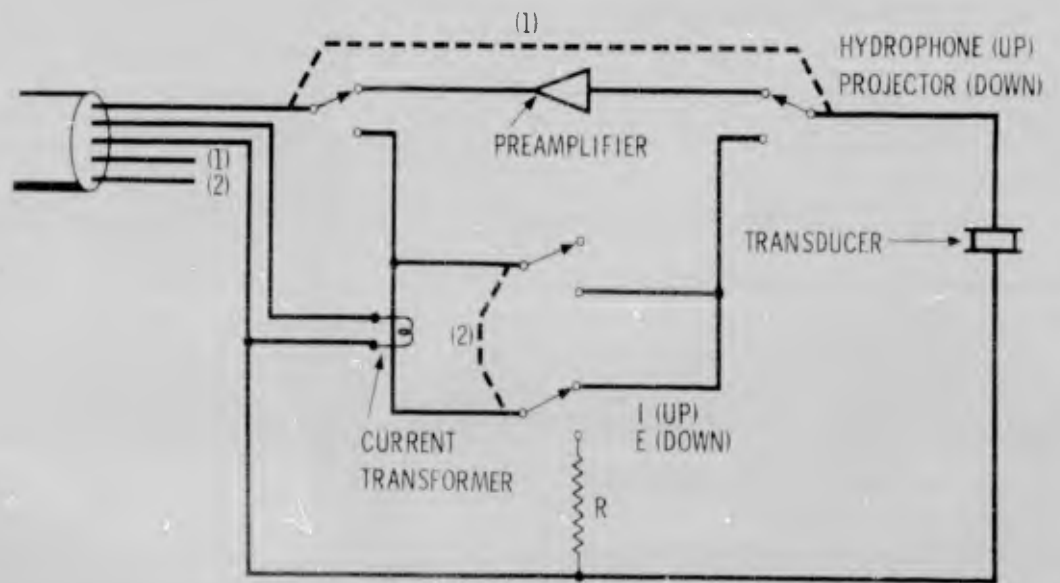 (1)
HYDROPHONE (UP)
PROJECTOR (DOWN)
PREAMPLIFIER
(1)
(2)
TRANSDUCER
(2)
I (UP)
E (DOWN)
CURRENT
TRANSFORMER
R